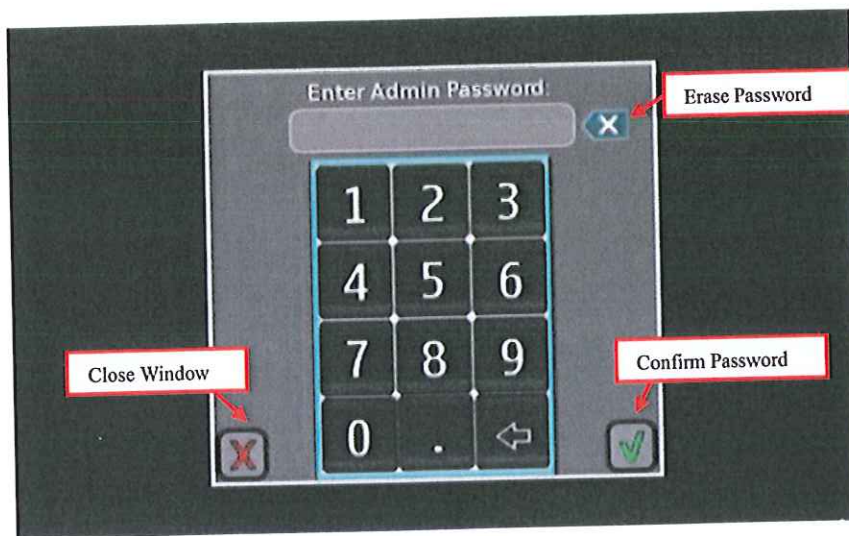 Enter Admin Password:
Erase Password
1 2 3
4 5 6
7 8 9
0 .
Close Window
Confirm Password